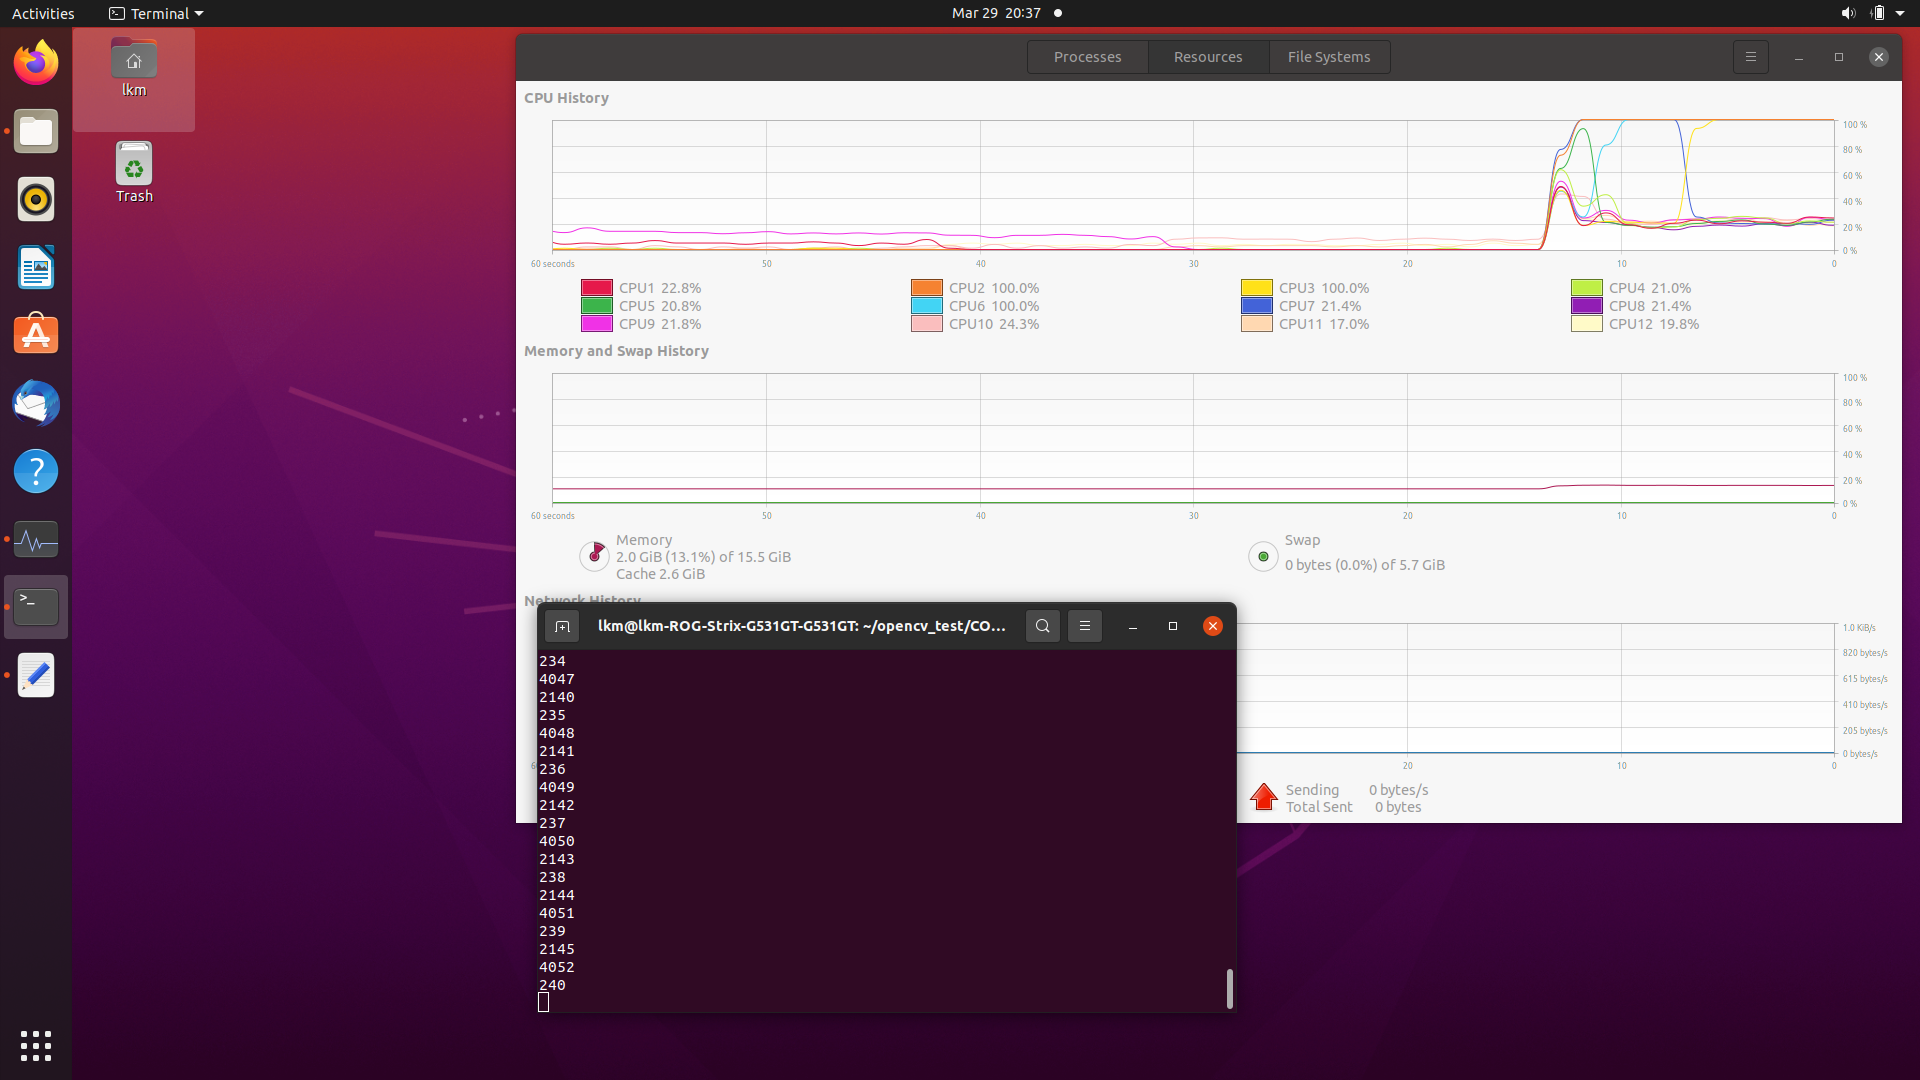 Activities
Terminal
Mar 29 20:37
lkm
Trash
Processes
Resources
File Systems
CPU History
100 %
80 %
60 %
40 %
20 %
0 %
60 seconds
50
40
30
20
10
0
CPU1 22.8%
CPU2 100.0%
CPU3 100.0%
CPU4 21.0%
CPU5 20.8%
CPU6 100.0%
CPU7 21.4%
CPU8 21.4%
CPU9 21.8%
CPU10 24.3%
CPU11 17.0%
CPU12 19.8%
Memory and Swap History
100 %
80 %
60 %
40 %
20 %
0 %
60 seconds
50
40
30
20
10
0
Memory
2.0 GiB (13.1%) of 15.5 GiB
Cache 2.6 GiB
Swap
0 bytes (0.0%) of 5.7 GiB
Network History
1.0 KiB/s
820 bytes/s
615 bytes/s
410 bytes/s
205 bytes/s
0 bytes/s
20
10
0
Sending 0 bytes/s
Total Sent 0 bytes
lkm@lkm-ROG-Strix-G531GT-G531GT: ~/opencv_test/CO...
234
4047
2140
235
4048
2141
236
4049
2142
237
4050
2143
238
2144
4051
239
2145
4052
240